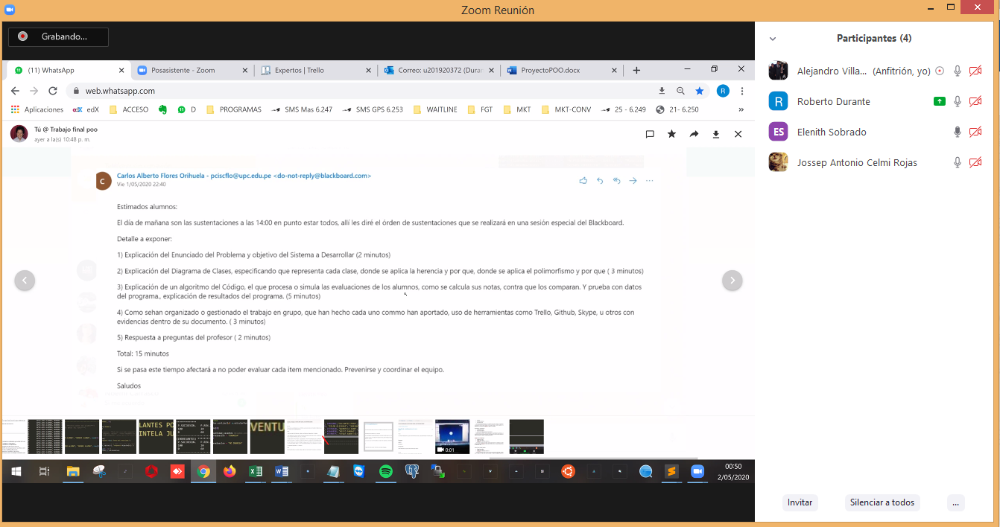 Zoom Reunión
Grabando...
(11) WhatsApp
Posasistente - Zoom
Expertos | Trello
Correo: u201920372 (Dura
ProyectoPOO.docx
web.whatsapp.com
R
Aplicaciones
edX
ACCESO
D
PROGRAMAS
SMS Mas 6.247
SMS GPS 6.253
WAITLINE
FGT
MKT
MKT-CONV
25 - 6.249
21- 6.250
»
Tú @ Trabajo final poo
ayer a la(s) 10:48 p. m.
C
Carlos Alberto Flores Orihuela - pciscflo@upc.edu.pe <do-not-reply@blackboard.com>
Vie 1/05/2020 22:40
Estimados alumnos:
El día de mañana son las sustentaciones a las 14:00 en punto estar todos, allí les diré el órden de sustentaciones que se realizará en una sesión especial del Blackboard.
Detalle a exponer:
1) Explicación del Enunciado del Problema y objetivo del Sistema a Desarrollar (2 minutos)
2) Explicación del Diagrama de Clases, especificando que representa cada clase, donde se aplica la herencia y por que, donde se aplica el polimorfismo y por que ( 3 minutos)
3) Explicación de un algoritmo del Código, el que procesa o simula las evaluaciones de los alumnos, como se calcula sus notas, contra que los comparan. Y prueba con datos
del programa., explicación de resultados del programa. (5 minutos)
4) Como sehan organizado o gestionado el trabajo en grupo, que han hecho cada uno commo han aportado, uso de herramientas como Trello, Github, Skype, u otros con
evidencias dentro de su documento. ( 3 minutos)
5) Respuesta a preguntas del profesor ( 2 minutos)
Total: 15 minutos
Si se pasa este tiempo afectará a no poder evaluar cada item mencionado. Prevenirse y coordinar el equipo.
Saludos
LANTES PO
INTELA JU
VENTU
0:01
00:50
2/05/2020
Participantes (4)
Alejandro Villa... (Anfitrión, yo)
R
Roberto Durante
ES
Elenith Sobrado
Jossep Antonio Celmi Rojas
Invitar
Silenciar a todos
...